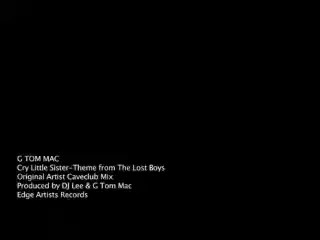 G TOM MAC
Cry Little Sister-Theme from The Lost Boys
Original Artist Caveclub Mix
Produced by DJ Lee & G Tom Mac
Edge Artists Records